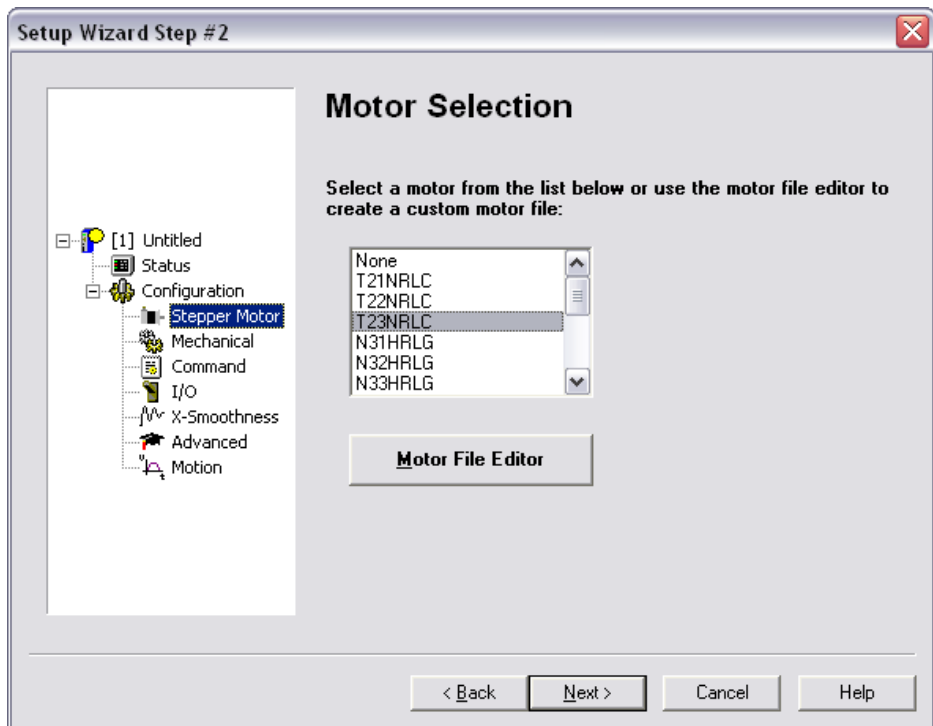 Setup Wizard Step #2
[1] Untitled
Status
Configuration
Stepper Motor
Mechanical
Command
I/O
X-Smoothness
Advanced
Motion
Motor Selection
Select a motor from the list below or use the motor file editor to
create a custom motor file:
None
T21NRLC
T22NRLC
T23NRLC
N31HRLG
N32HRLG
N33HRLG
Motor File Editor
< Back
Next >
Cancel
Help